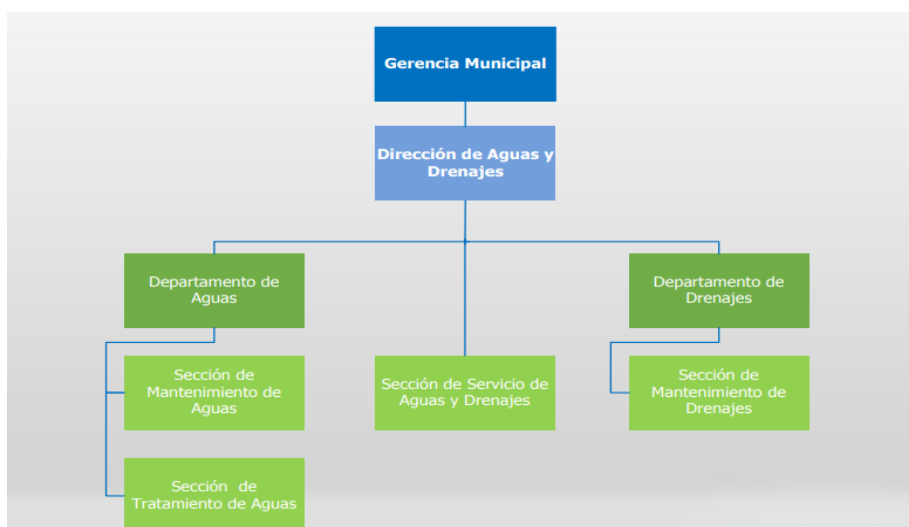 Gerencia Municipal
Dirección de Aguas y
Drenajes
Departamento de
Aguas
Departamento de
Drenajes
Sección de
Mantenimiento de
Aguas
Sección de Servicio de
Aguas y Drenajes
Sección de
Mantenimiento de
Drenajes
Sección de
Tratamiento de Aguas